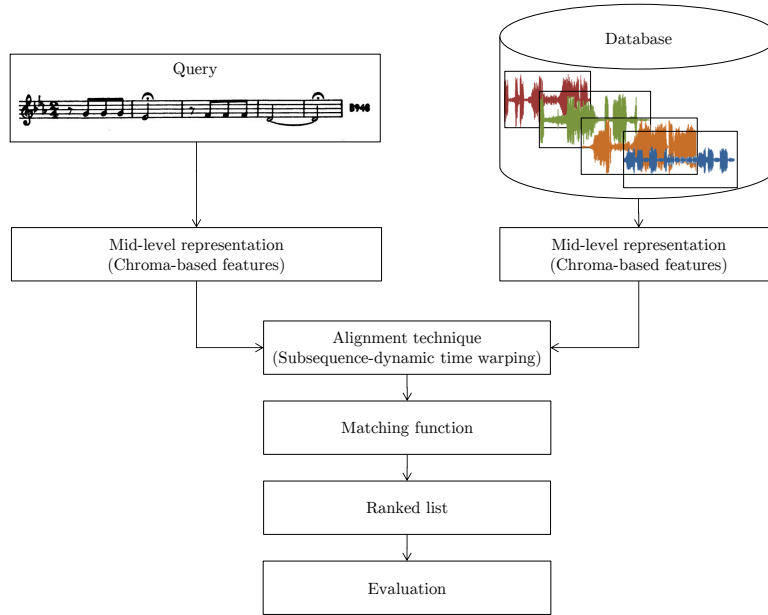 Query
B948
Database
Mid-level representation
(Chroma-based features)
Mid-level representation
(Chroma-based features)
Alignment technique
(Subsequence-dynamic time warping)
Matching function
Ranked list
Evaluation